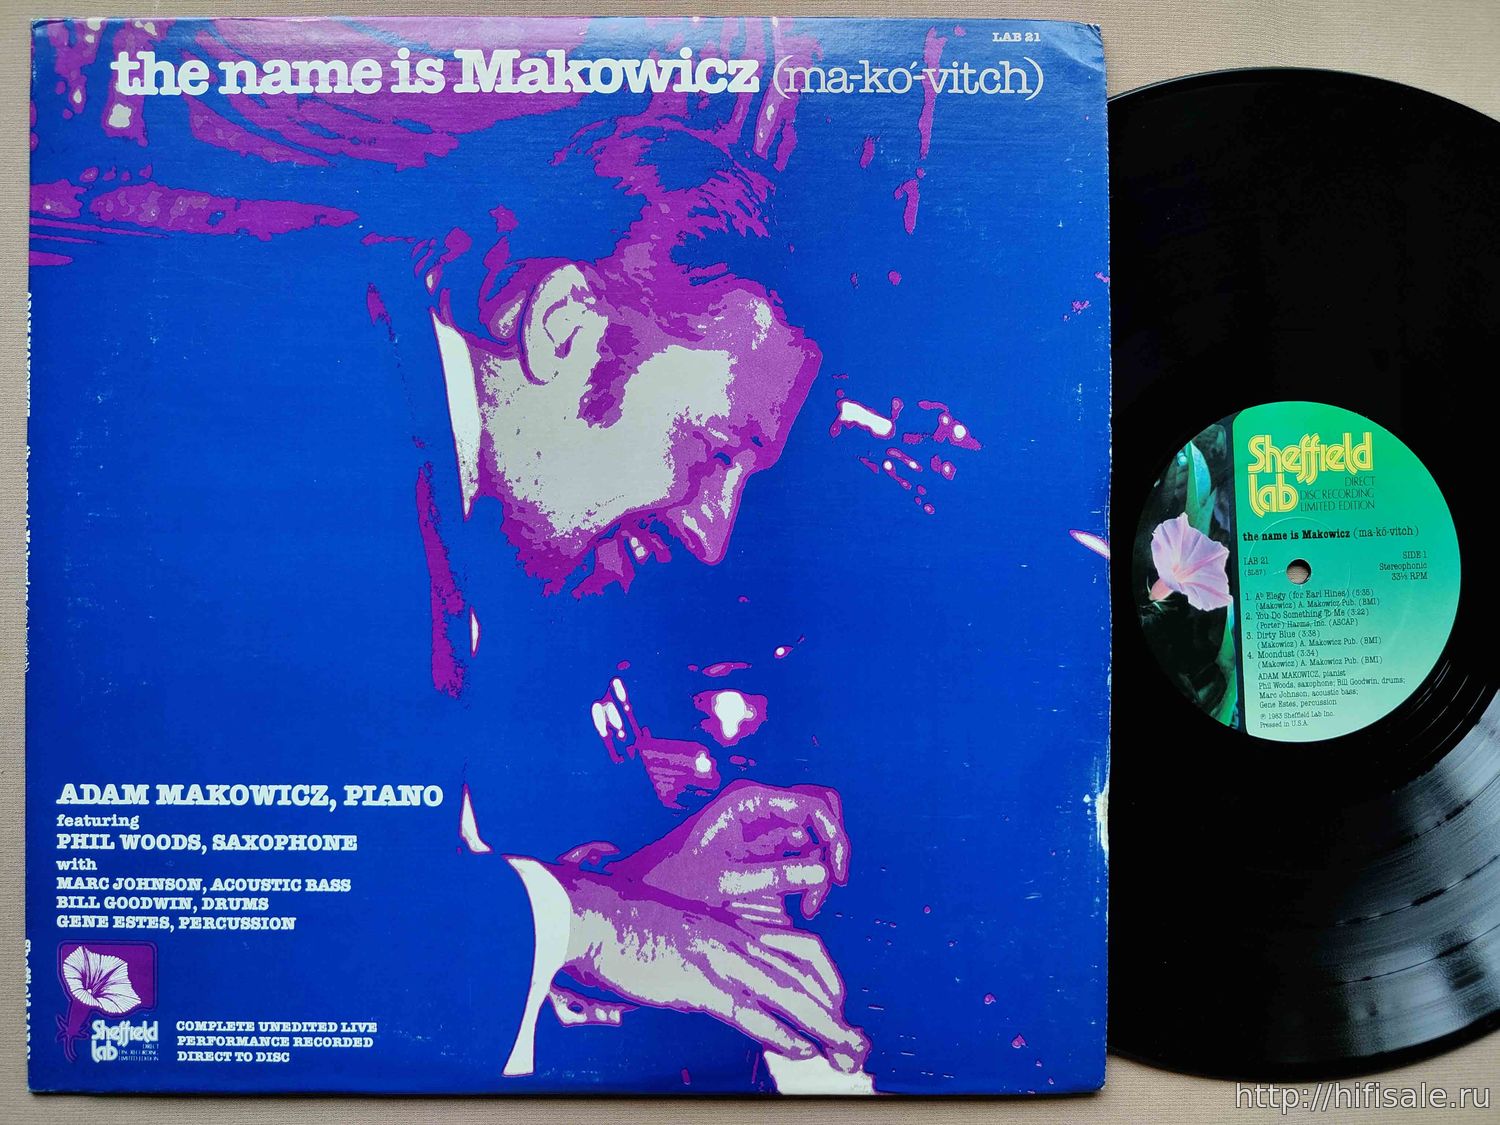 LAB 21
the name is Makowicz (ma-kó-vitch)
ADAM MAKOWICZ, PIANO
featuring
PHIL WOODS, SAXOPHONE
with
MARC JOHNSON, ACOUSTIC BASS
BILL GOODWIN, DRUMS
GENE ESTES, PERCUSSION
Sheffield
lab
DIRECT
DISC RECORDING
LIMITED EDITION
COMPLETE UNEDITED LIVE
PERFORMANCE RECORDED
DIRECT TO DISC
Sheffield
lab
DIRECT
DISC RECORDING
LIMITED EDITION
the name is Makowicz (ma-kó-vitch)
LAB 21
(SL57)
SIDE 1
Stereophonic
33⅓ RPM
1. A♭ Elegy (for Earl Hines) (5:35)
(Makowicz) A. Makowicz Pub. (BMI)
2. You Do Something To Me (3:22)
(Porter) Harms, Inc. (ASCAP)
3. Dirty Blue (3:38)
(Makowicz) A. Makowicz Pub. (BMI)
4. Moondust (3:34)
(Makowicz) A. Makowicz Pub. (BMI)
ADAM MAKOWICZ, pianist
Phil Woods, saxophone; Bill Goodwin, drums;
Marc Johnson, acoustic bass;
Gene Estes, percussion
℗ 1983 Sheffield Lab Inc.
Pressed in U.S.A.
http://hifisale.ru